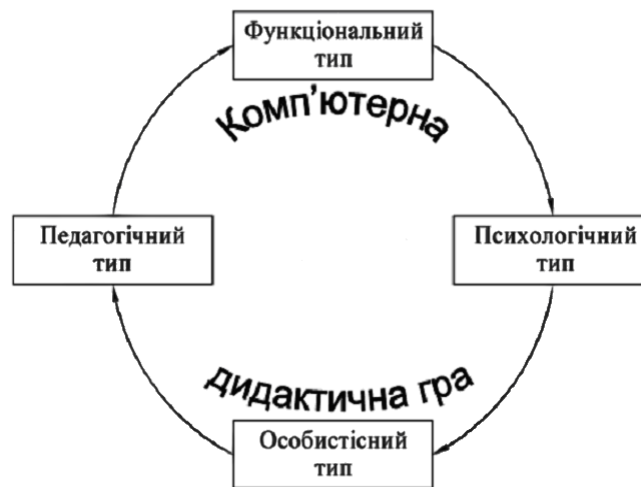 Функціональний
тип
Комп'ютерна
Педагогічний
тип
Психологічний
тип
дидактична гра
Особистісний
тип